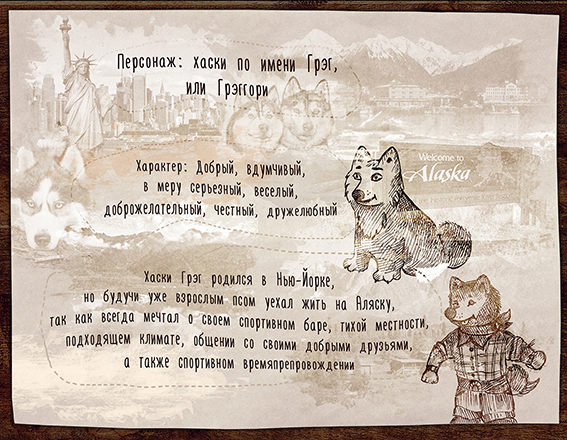 Персонаж: хаски по имени Грэг,
или Грэггори
Характер: Добрый, вдумчивый,
в меру серьезный, веселый,
доброжелательный, честный, дружелюбный
Welcome to
Alaska
Хаски Грэг родился в Нью-Йорке,
но будучи уже взрослым псом уехал жить на Аляску,
так как всегда мечтал о своем спортивном баре, тихой местности,
подходящем климате, общении со своими добрыми друзьями,
а также спортивном времяпрепровождении